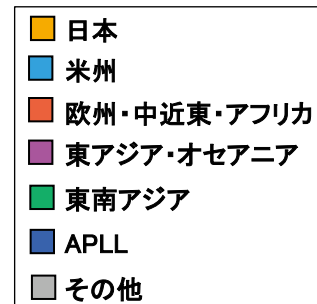 日本
米州
欧州・中近東・アフリカ
東アジア・オセアニア
東南アジア
APLL
その他